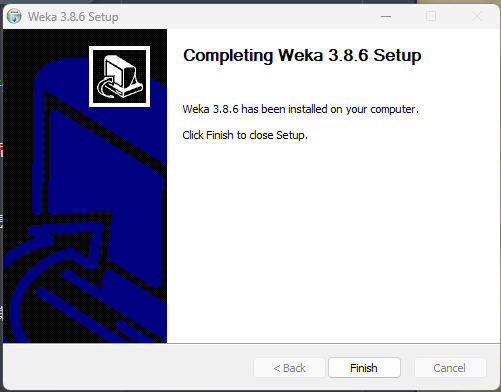 Weka 3.8.6 Setup
Completing Weka 3.8.6 Setup
Weka 3.8.6 has been installed on your computer.
Click Finish to close Setup.
< Back
Finish
Cancel